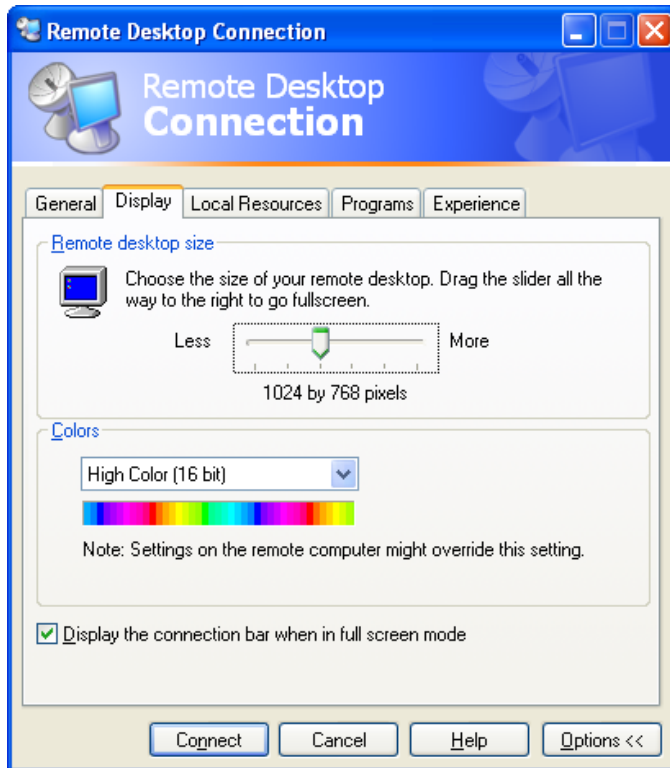 Remote Desktop Connection
Remote Desktop
Connection
General Display Local Resources Programs Experience
Remote desktop size
Choose the size of your remote desktop. Drag the slider all the
way to the right to go fullscreen.
Less More
1024 by 768 pixels
Colors
High Color (16 bit)
Note: Settings on the remote computer might override this setting.
Display the connection bar when in full screen mode
Connect Cancel Help Options <<